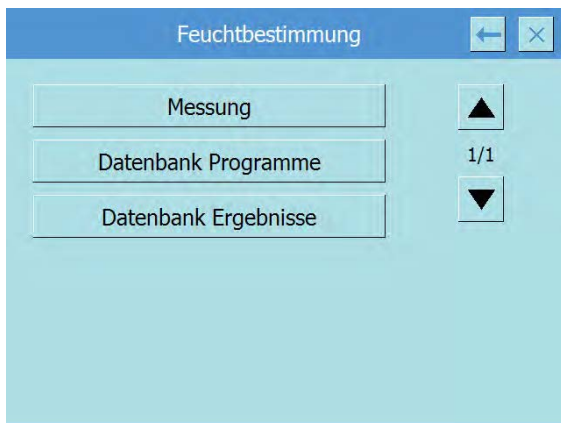 Feuchtbestimmung
Messung
1/1
Datenbank Programme
Datenbank Ergebnisse